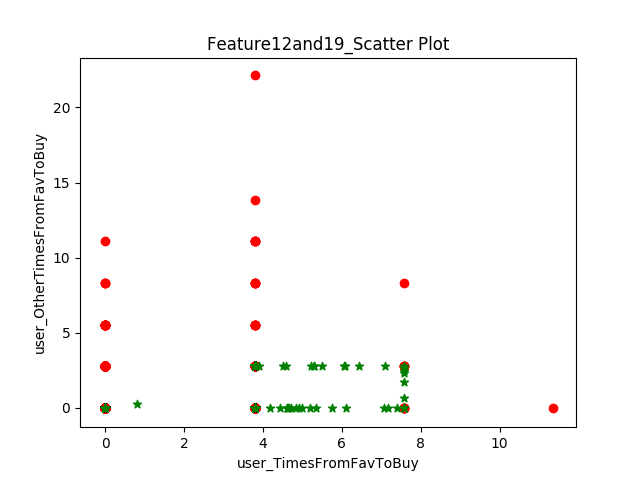 Feature12and19_Scatter Plot
20
15
10
5
0
user_OtherTimesFromFavToBuy
0 2 4 6 8 10
user_TimesFromFavToBuy